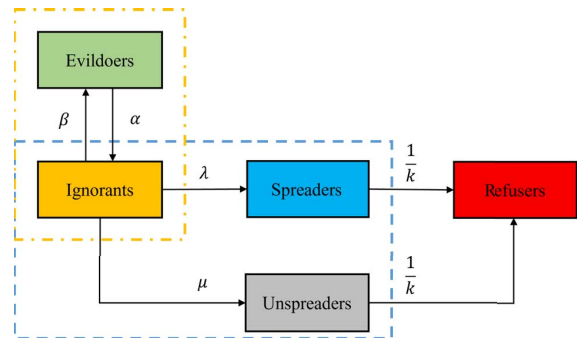 Evildoers
β
α
Ignorants
λ
Spreaders
1
k
Refusers
μ
Unspreaders
1
k